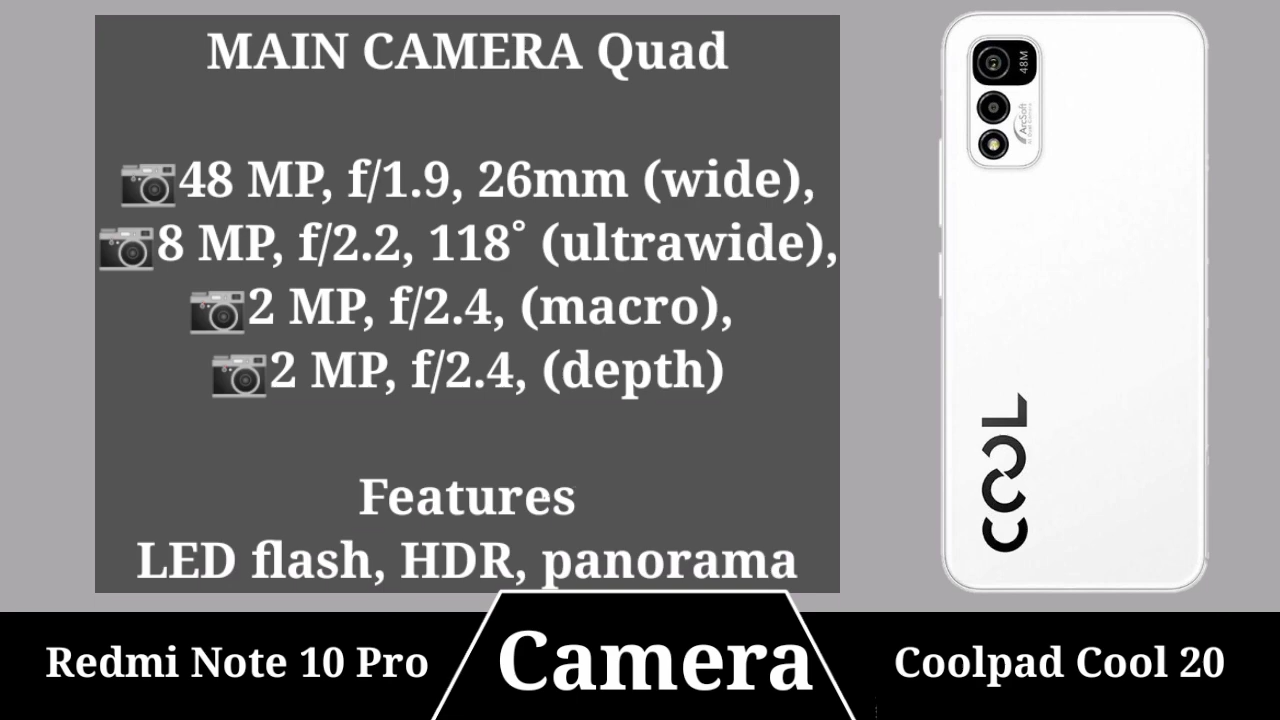 MAIN CAMERA Quad
📷48 MP, f/1.9, 26mm (wide),
📷8 MP, f/2.2, 118˚ (ultrawide),
📷2 MP, f/2.4, (macro),
📷2 MP, f/2.4, (depth)
Features
LED flash, HDR, panorama
48M
ArcSoft
COOL
Redmi Note 10 Pro
Camera
Coolpad Cool 20